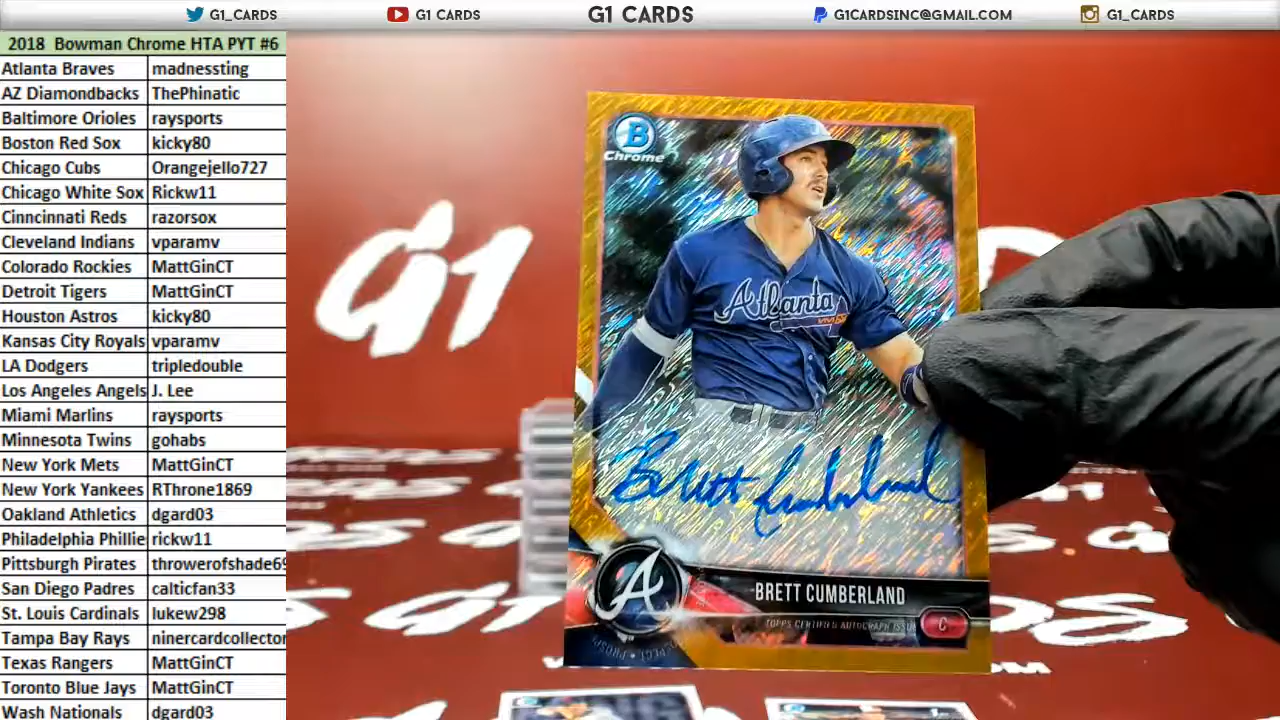 G1_CARDS
G1 CARDS
G1 CARDS
G1CARDSINC@GMAIL.COM
G1_CARDS
2018 Bowman Chrome HTA PYT #6
Atlanta Braves madnessting
AZ Diamondbacks ThePhinatic
Baltimore Orioles raysports
Boston Red Sox kicky80
Chicago Cubs Orangejello727
Chicago White Sox Rickw11
Cinncinnati Reds razorsox
Cleveland Indians vparamv
Colorado Rockies MattGinCT
Detroit Tigers MattGinCT
Houston Astros kicky80
Kansas City Royals vparamv
LA Dodgers tripledouble
Los Angeles Angels J. Lee
Miami Marlins raysports
Minnesota Twins gohabs
New York Mets MattGinCT
New York Yankees RThrone1869
Oakland Athletics dgard03
Philadelphia Phillie rickw11
Pittsburgh Pirates throwerofshade69
San Diego Padres calticfan33
St. Louis Cardinals lukew298
Tampa Bay Rays ninercardcollector
Texas Rangers MattGinCT
Toronto Blue Jays MattGinCT
Wash Nationals dgard03
G1
B
Chrome
Atlanta
Brett Cumberland
A
BRETT CUMBERLAND
TOPPS CERTIFIED AUTOGRAPH ISSUE
C